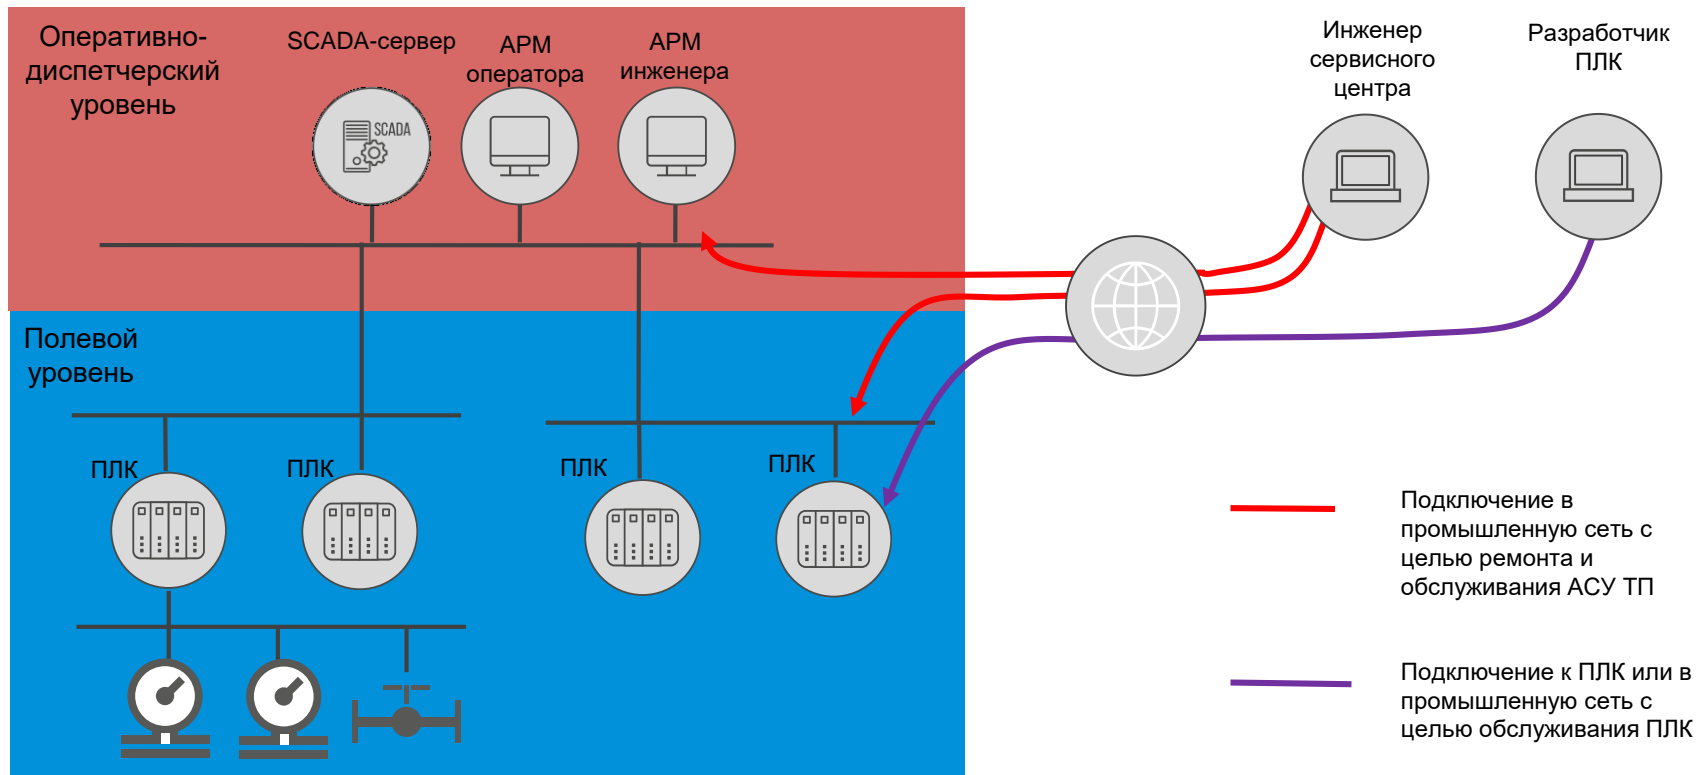 Оперативно-
диспетчерский
уровень
SCADA-сервер
АРМ
оператора
АРМ
инженера
Инженер
сервисного
центра
Разработчик
ПЛК
SCADA
Полевой
уровень
ПЛК
ПЛК
ПЛК
ПЛК
Подключение в
промышленную сеть с
целью ремонта и
обслуживания АСУ ТП
Подключение к ПЛК или в
промышленную сеть с
целью обслуживания ПЛК